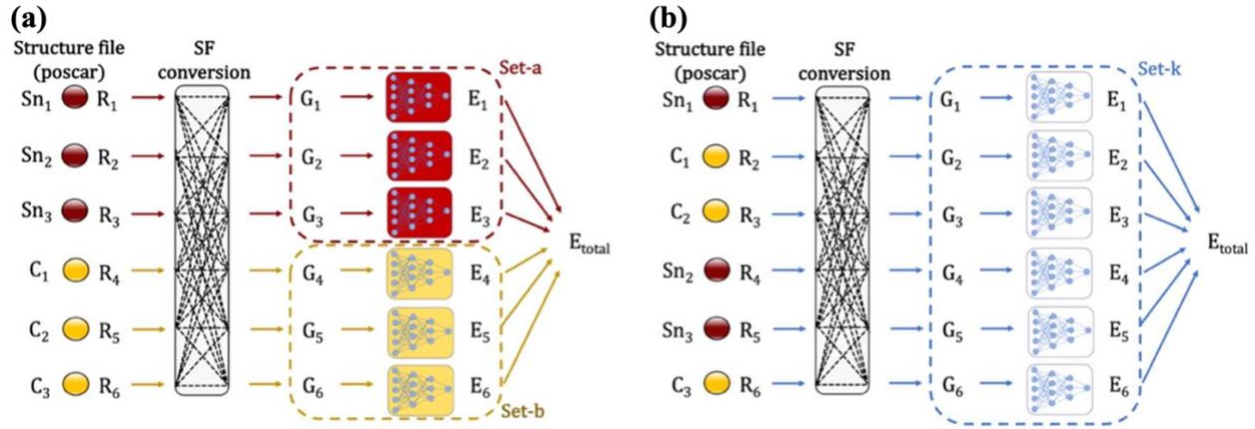 (a)
Structure file
(poscar)
SF
conversion
Set-a
Sn1 R1 G1 E1
Sn2 R2 G2 E2
Sn3 R3 G3 E3
C1 R4 G4 E4
C2 R5 G5 E5
C3 R6 G6 E6
Etotal
Set-b
(b)
Structure file
(poscar)
SF
conversion
Set-k
Sn1 R1 G1 E1
C1 R2 G2 E2
C2 R3 G3 E3
Sn2 R4 G4 E4
Sn3 R5 G5 E5
C3 R6 G6 E6
Etotal